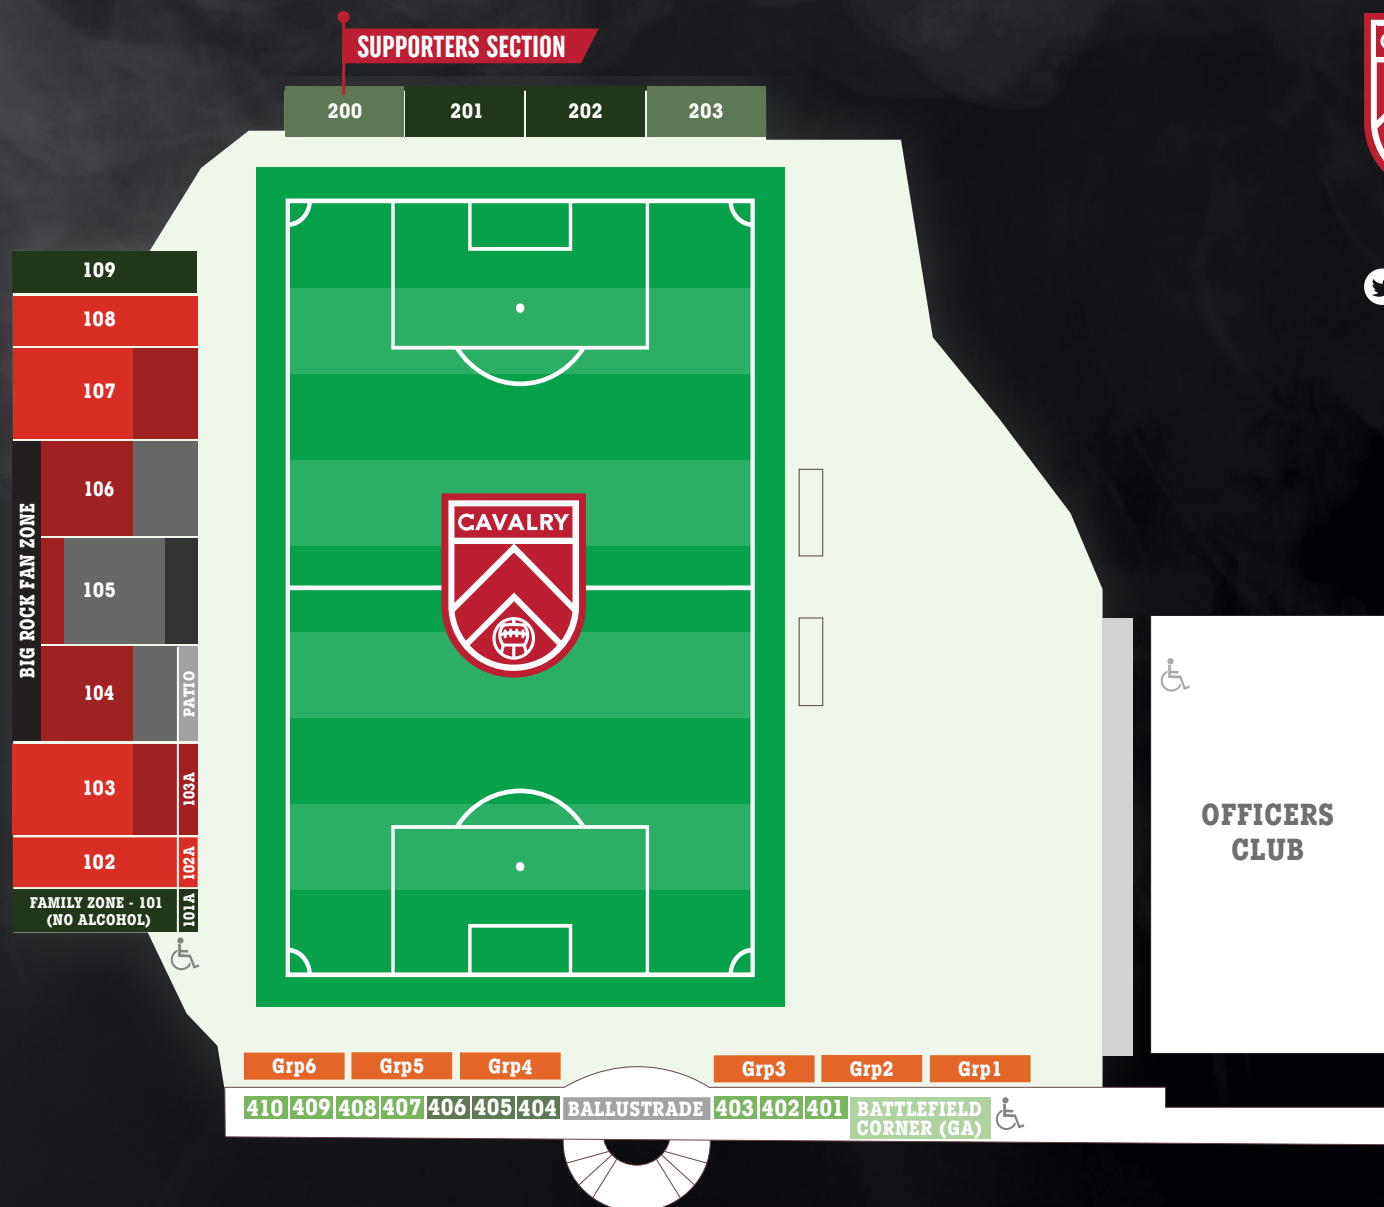 SUPPORTERS SECTION
200
201
202
203
109
108
107
106
105
104
103
102
BIG ROCK FAN ZONE
PATIO
103A
102A
101A
FAMILY ZONE - 101
(NO ALCOHOL)
CAVALRY
OFFICERS
CLUB
Grp6
Grp5
Grp4
Grp3
Grp2
Grp1
410
409
408
407
406
405
404
BALLUSTRADE
403
402
401
BATTLEFIELD
CORNER (GA)